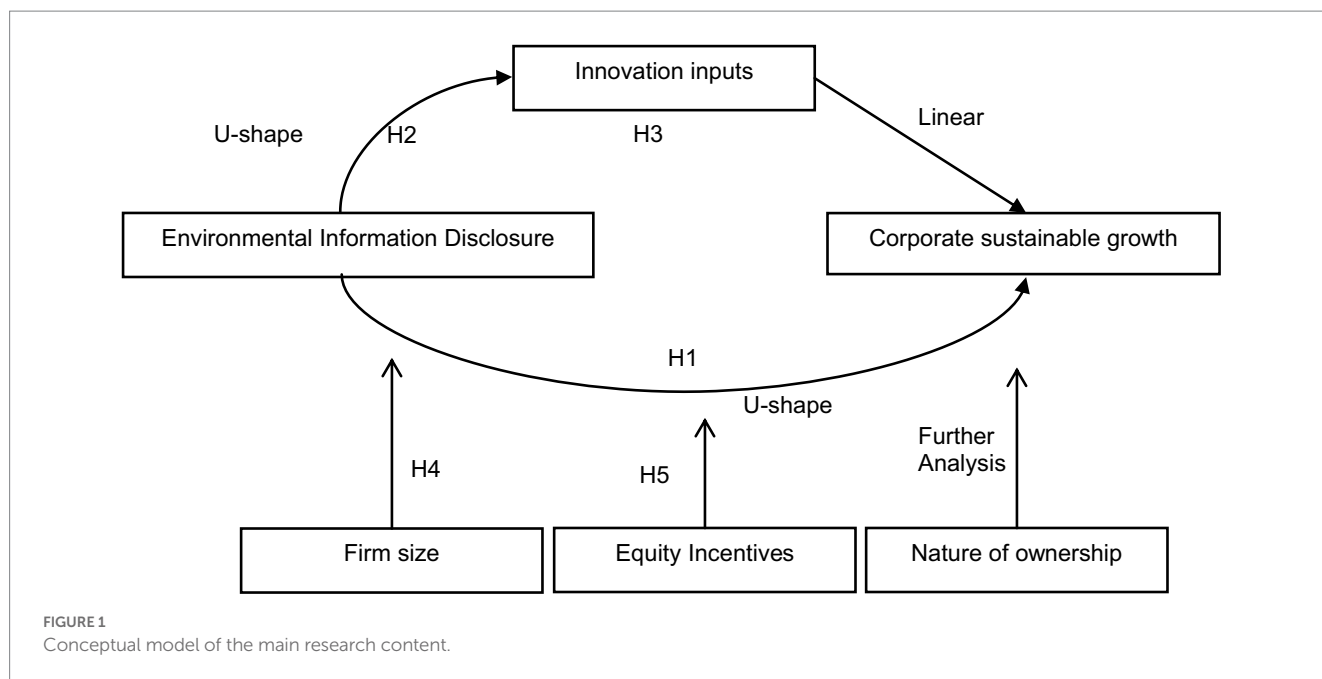 Innovation inputs
Linear
U-shape
H2
H3
Environmental Information Disclosure
Corporate sustainable growth
H1
U-shape
Further
Analysis
H4
H5
Firm size
Equity Incentives
Nature of ownership
FIGURE 1
Conceptual model of the main research content.